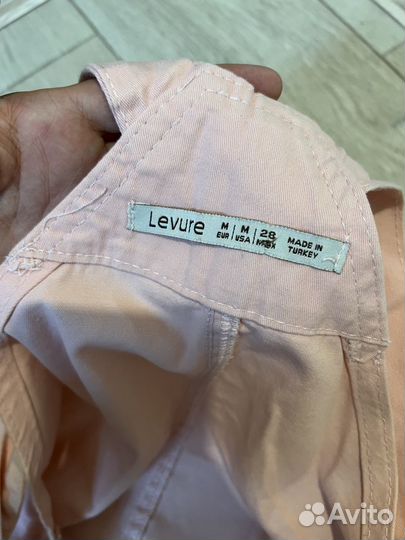 Levure M M 28 MADE IN
EUR USA MEX TURKEY
Avito